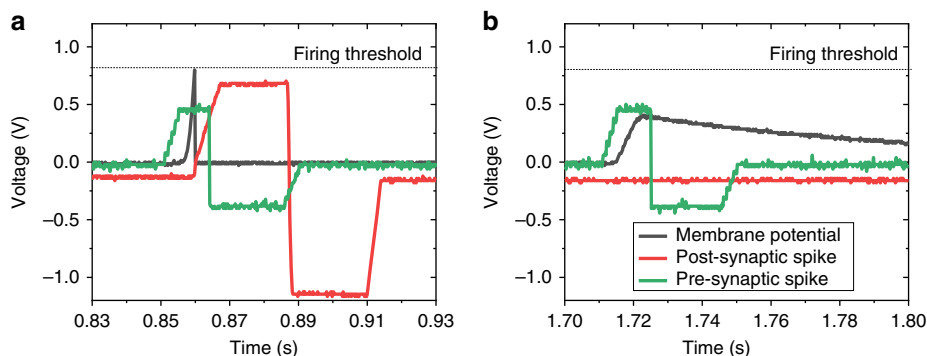 a
1.0
0.5
0.0
−0.5
−1.0
Voltage (V)
Firing threshold
0.83 0.85 0.87 0.89 0.91 0.93
Time (s)
b
1.0
0.5
0.0
−0.5
−1.0
Voltage (V)
Firing threshold
Membrane potential
Post-synaptic spike
Pre-synaptic spike
1.70 1.72 1.74 1.76 1.78 1.80
Time (s)